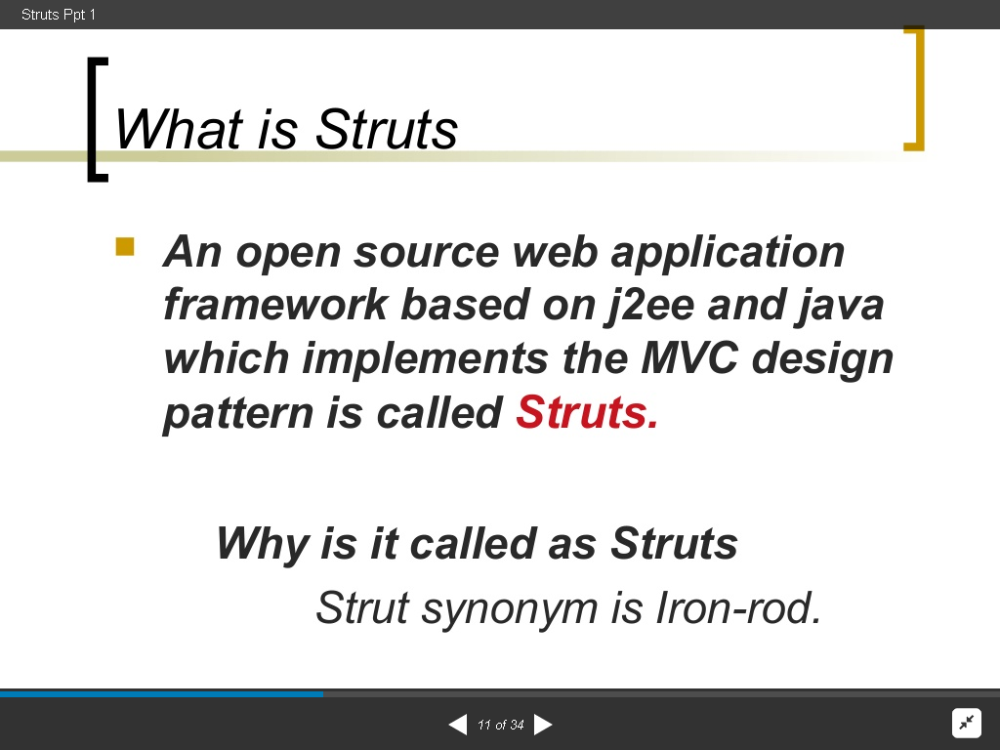 Struts Ppt 1
What is Struts
An open source web application
framework based on j2ee and java
which implements the MVC design
pattern is called Struts.
Why is it called as Struts
Strut synonym is Iron-rod.
11 of 34